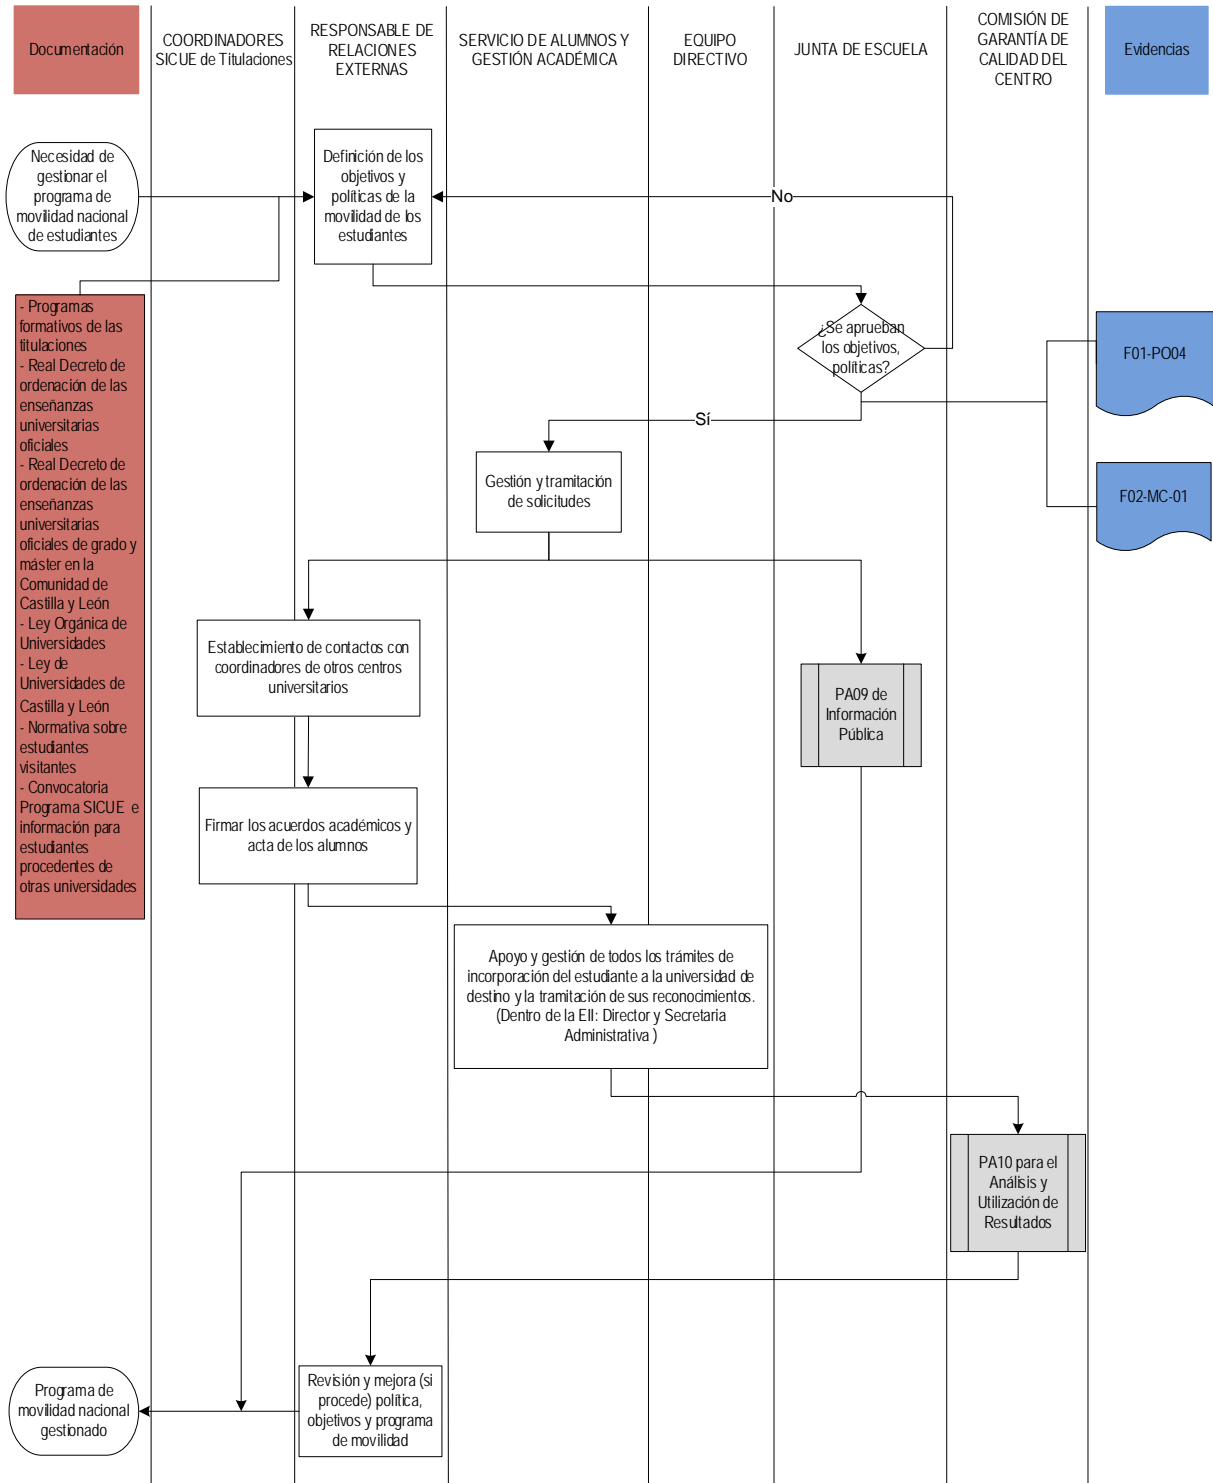 Documentación
COORDINADORES
SICUE de Titulaciones
RESPONSABLE DE
RELACIONES
EXTERNAS
SERVICIO DE ALUMNOS Y
GESTIÓN ACADÉMICA
EQUIPO
DIRECTIVO
JUNTA DE ESCUELA
COMISIÓN DE
GARANTÍA DE
CALIDAD DEL
CENTRO
Evidencias
Necesidad de
gestionar el
programa de
movilidad nacional
de estudiantes
Definición de los
objetivos y
políticas de la
movilidad de los
estudiantes
No
- Programas
formativos de las
titulaciones
- Real Decreto de
ordenación de las
enseñanzas
universitarias
oficiales
- Real Decreto de
ordenación de las
enseñanzas
universitarias
oficiales de grado y
máster en la
Comunidad de
Castilla y León
- Ley Orgánica de
Universidades
- Ley de
Universidades de
Castilla y León
- Normativa sobre
estudiantes
visitantes
- Convocatoria
Programa SICUE e
información para
estudiantes
procedentes de
otras universidades
¿Se aprueban
los objetivos,
políticas?
F01-PO04
Sí
Gestión y tramitación
de solicitudes
F02-MC-01
Establecimiento de contactos con
coordinadores de otros centros
universitarios
PA09 de
Información
Pública
Firmar los acuerdos académicos y
acta de los alumnos
Apoyo y gestión de todos los trámites de
incorporación del estudiante a la universidad de
destino y la tramitación de sus reconocimientos.
(Dentro de la EII: Director y Secretaria
Administrativa )
PA10 para el
Análisis y
Utilización de
Resultados
Revisión y mejora (si
procede) política,
objetivos y programa
de movilidad
Programa de
movilidad nacional
gestionado